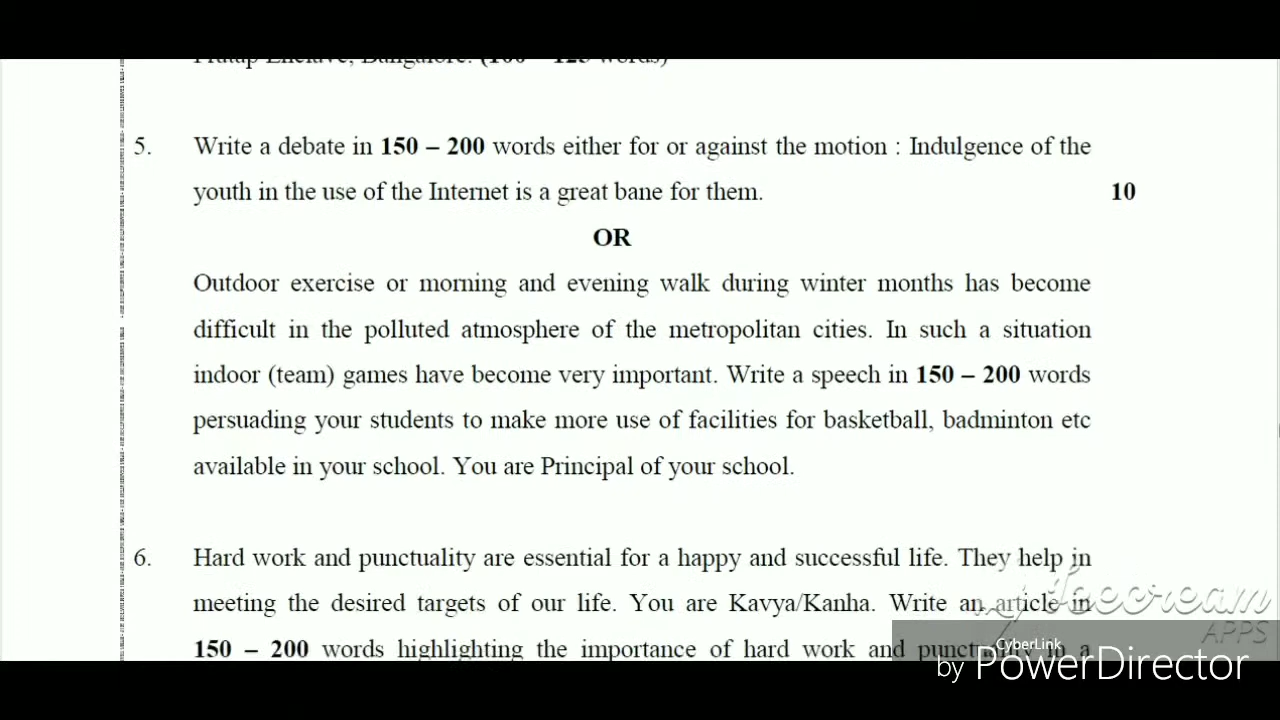 Pratap Enclave, Bangalore. (100 – 125 words)
5. Write a debate in 150 – 200 words either for or against the motion : Indulgence of the
youth in the use of the Internet is a great bane for them. 10
OR
Outdoor exercise or morning and evening walk during winter months has become
difficult in the polluted atmosphere of the metropolitan cities. In such a situation
indoor (team) games have become very important. Write a speech in 150 – 200 words
persuading your students to make more use of facilities for basketball, badminton etc
available in your school. You are Principal of your school.
6. Hard work and punctuality are essential for a happy and successful life. They help in
meeting the desired targets of our life. You are Kavya/Kanha. Write an article in
150 – 200 words highlighting the importance of hard work and punctuality in a
Icecream
APPS
CyberLink
by PowerDirector